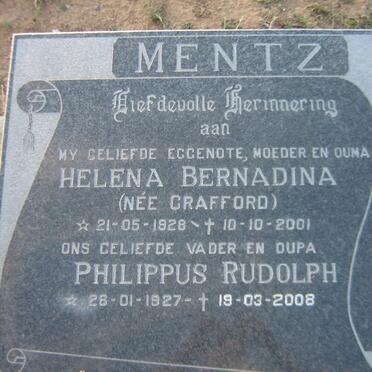 MENTZ
Liefdevolle Herinnering
aan
MY GELIEFDE EGGENOTE, MOEDER EN OUMA
HELENA BERNADINA
(NÉE GRAFFORD)
☆ 21-05-1928 ✝ 10-10-2001
ONS GELIEFDE VADER EN OUPA
PHILIPPUS RUDOLPH
☆ 28-01-1927 - ✝ 19-03-2008